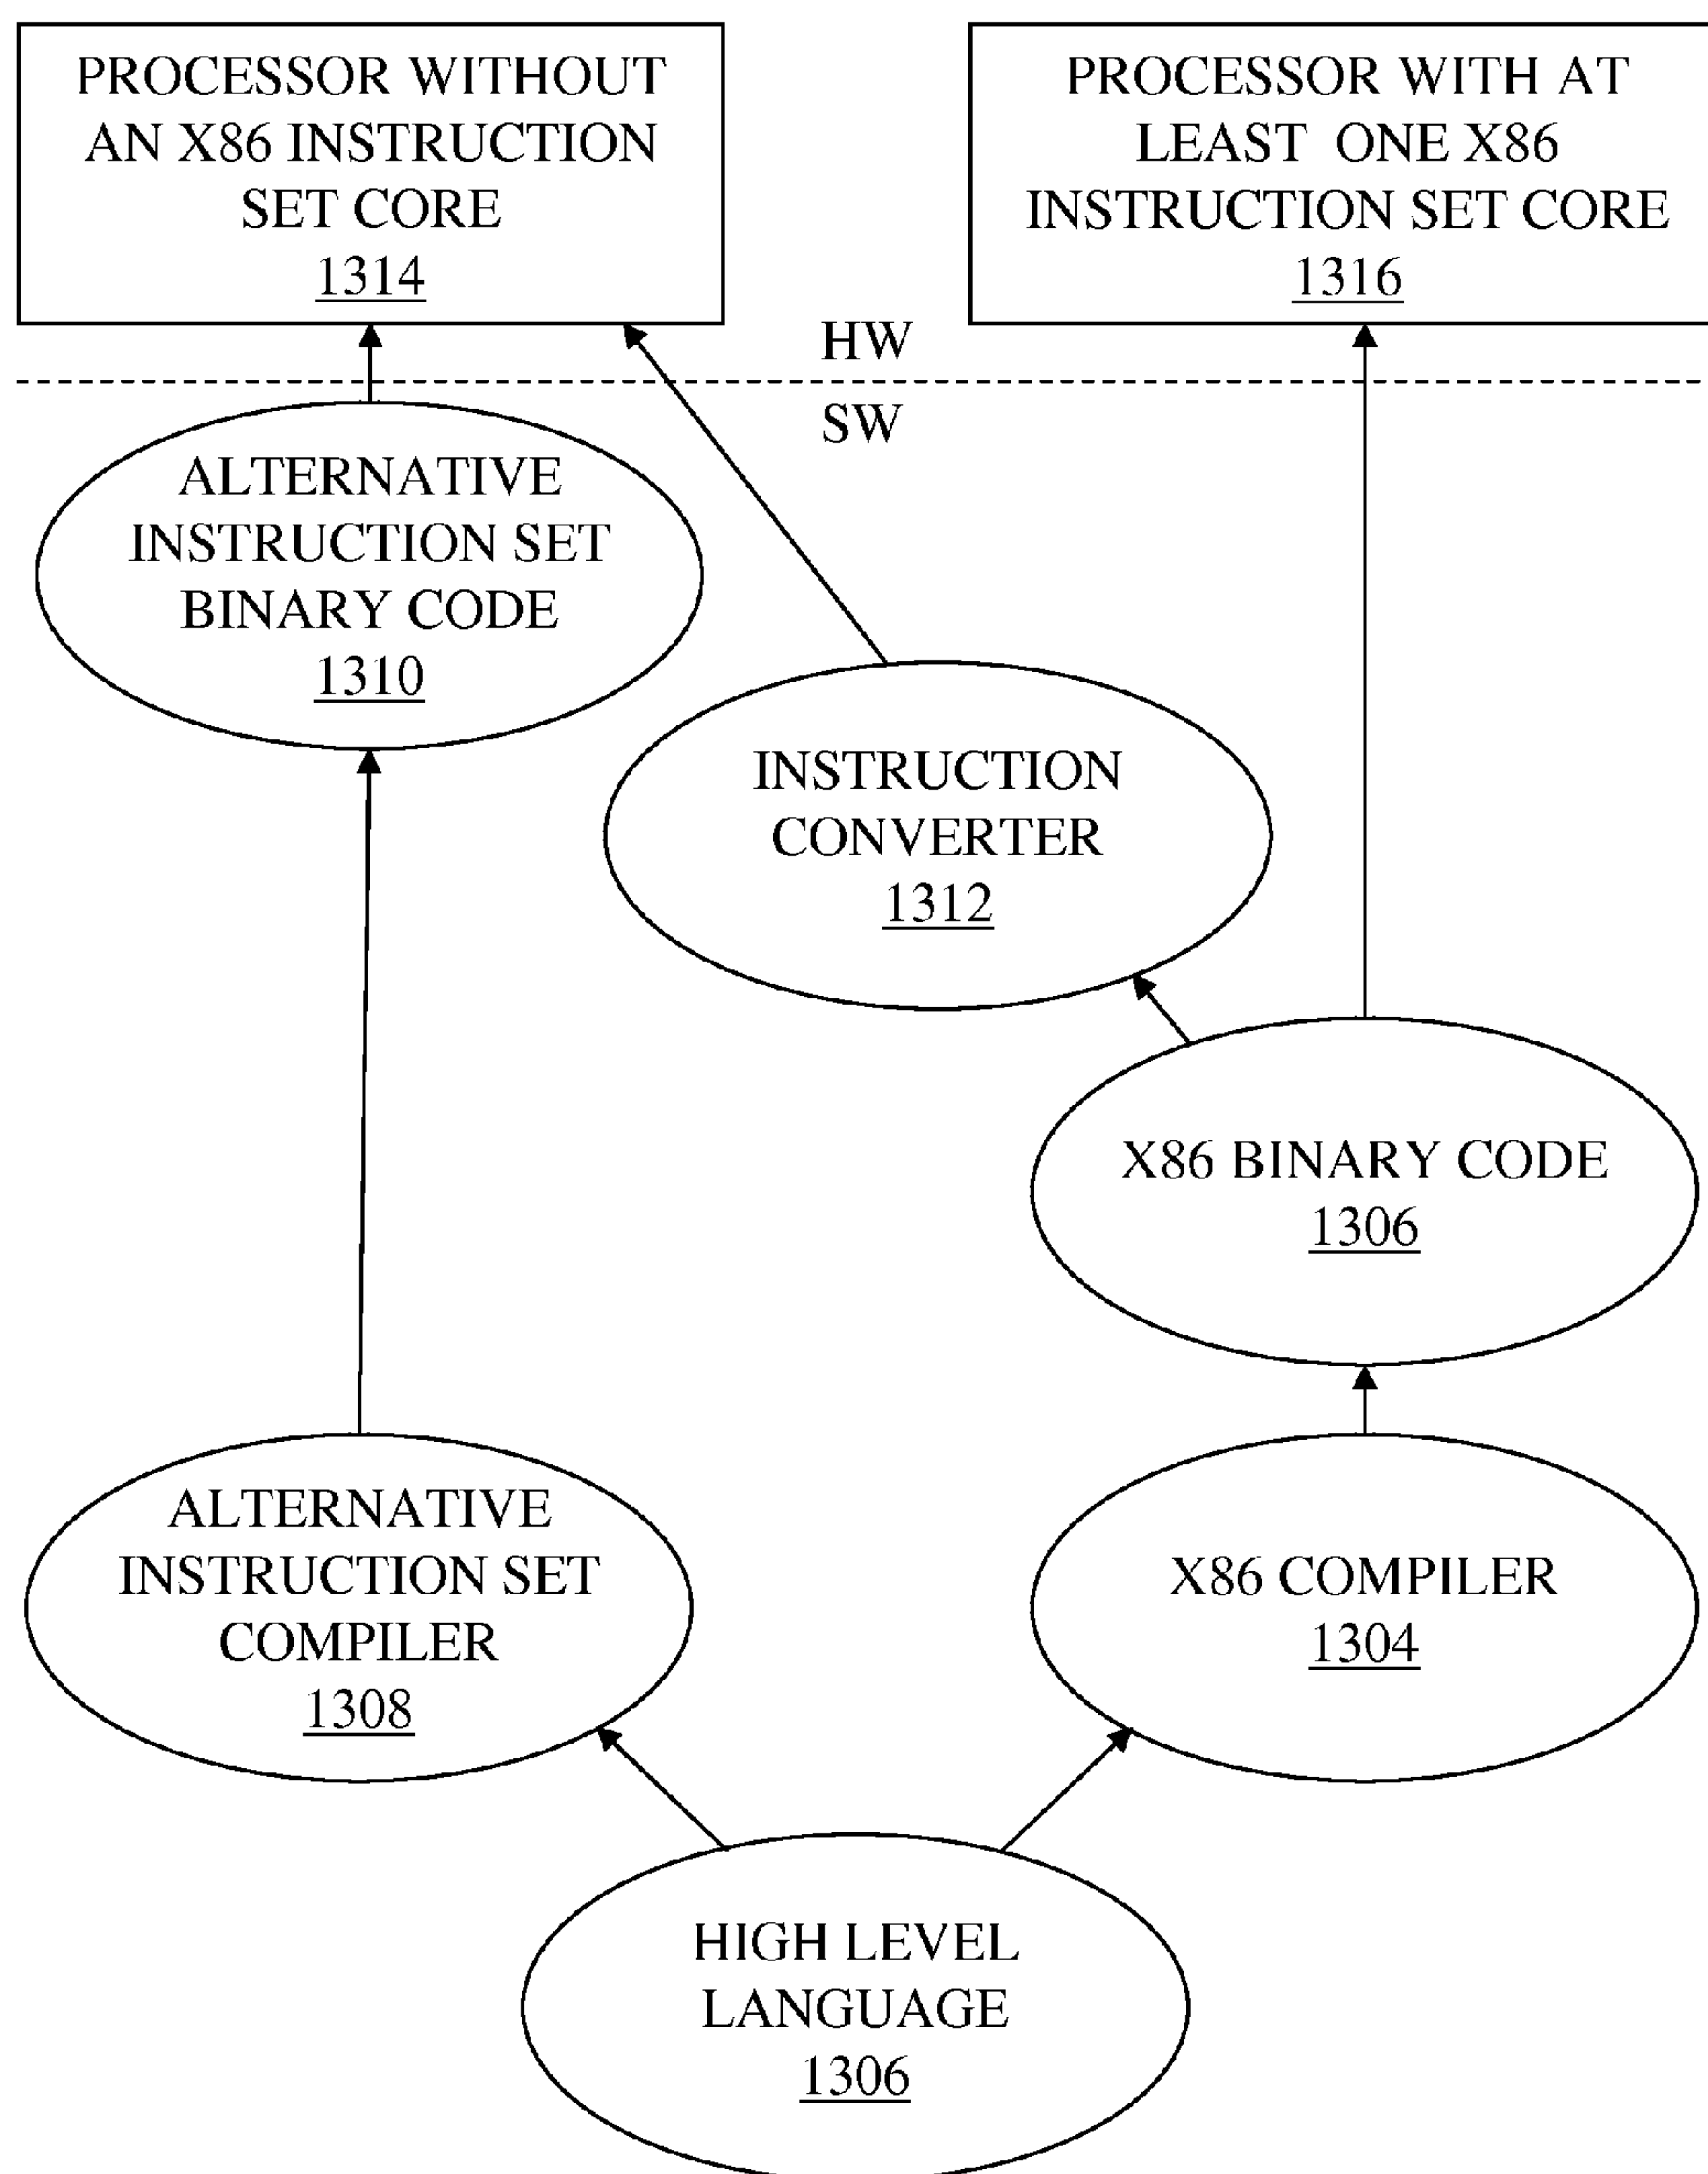 PROCESSOR WITHOUT
AN X86 INSTRUCTION
SET CORE
1314
PROCESSOR WITH AT
LEAST ONE X86
INSTRUCTION SET CORE
1316
HW
SW
ALTERNATIVE
INSTRUCTION SET
BINARY CODE
1310
INSTRUCTION
CONVERTER
1312
X86 BINARY CODE
1306
ALTERNATIVE
INSTRUCTION SET
COMPILER
1308
X86 COMPILER
1304
HIGH LEVEL
LANGUAGE
1306